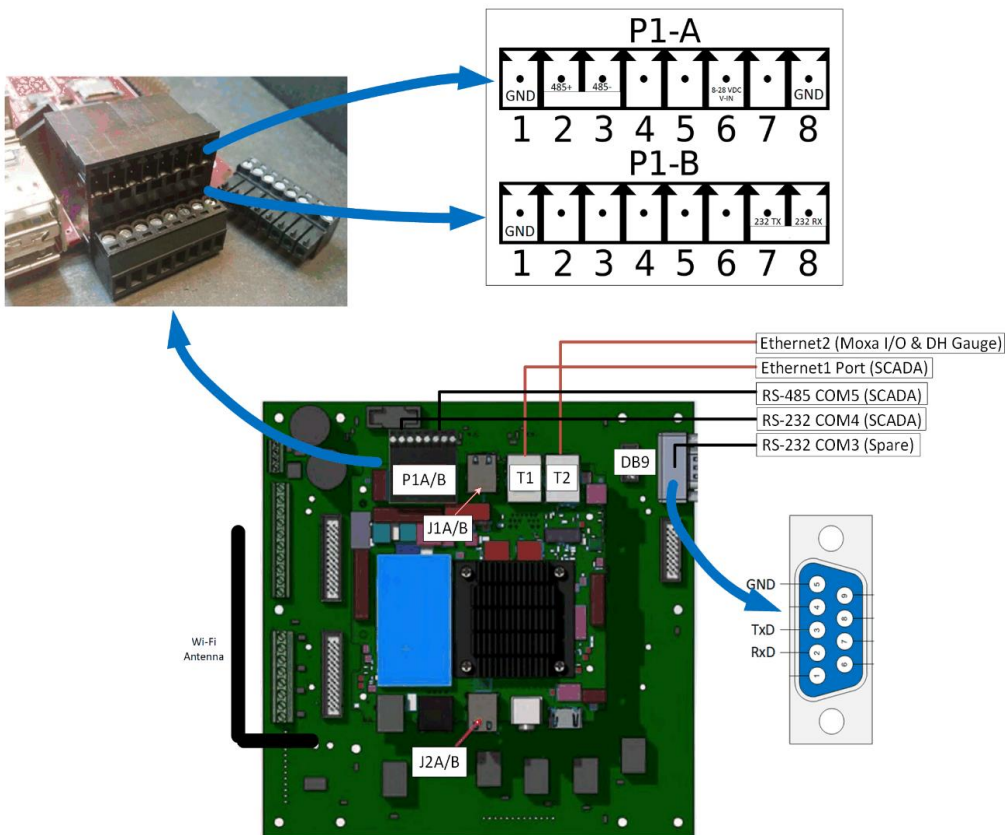 P1-A
GND 485+ 485- 8-28 VDC V-IN GND
1 2 3 4 5 6 7 8
P1-B
GND 232 TX 232 RX
1 2 3 4 5 6 7 8
Ethernet2 (Moxa I/O & DH Gauge)
Ethernet1 Port (SCADA)
RS-485 COM5 (SCADA)
RS-232 COM4 (SCADA)
RS-232 COM3 (Spare)
P1A/B
T1
T2
DB9
J1A/B
GND
TxD
RxD
5
4
3
2
1
9
8
7
6
Wi-Fi
Antenna
J2A/B